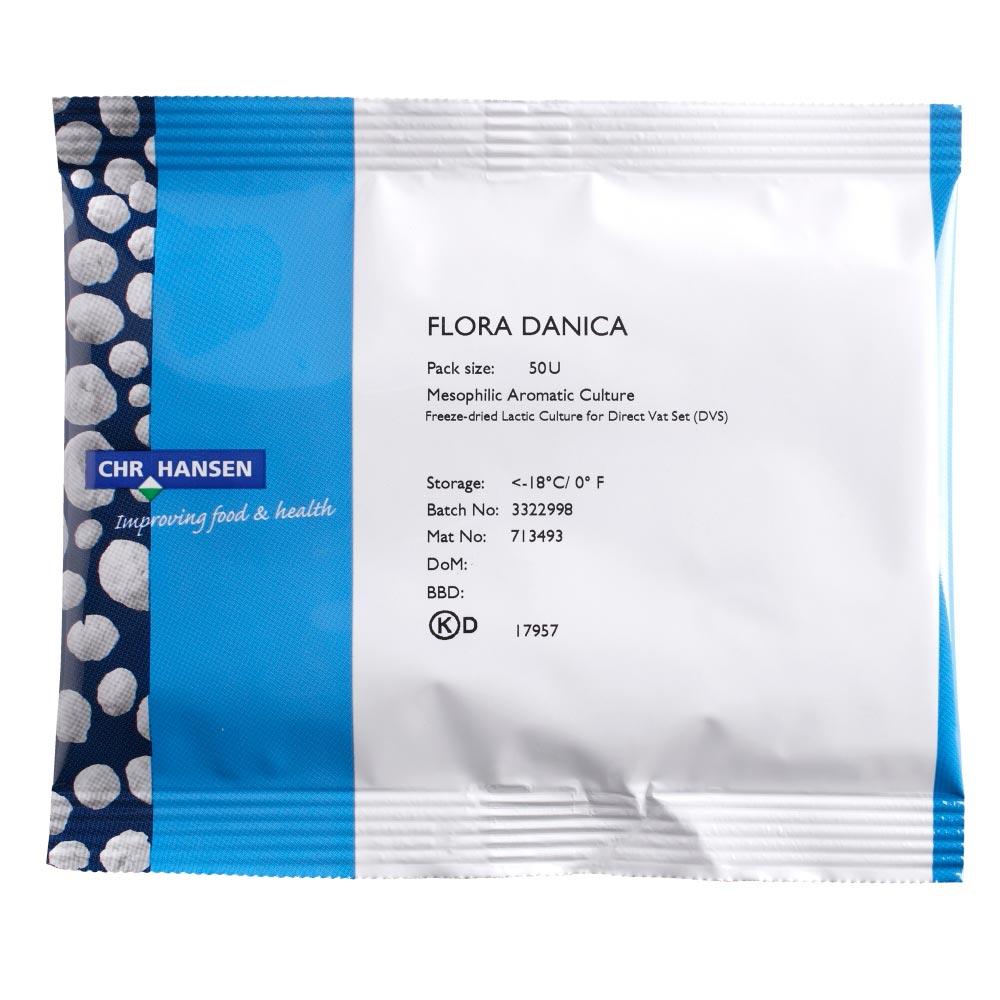 FLORA DANICA
Pack size: 50U
Mesophilic Aromatic Culture
Freeze-dried Lactic Culture for Direct Vat Set (DVS)
CHR HANSEN
Improving food & health
Storage: <-18°C/ 0° F
Batch No: 3322998
Mat No: 713493
DoM:
BBD:
K D 17957